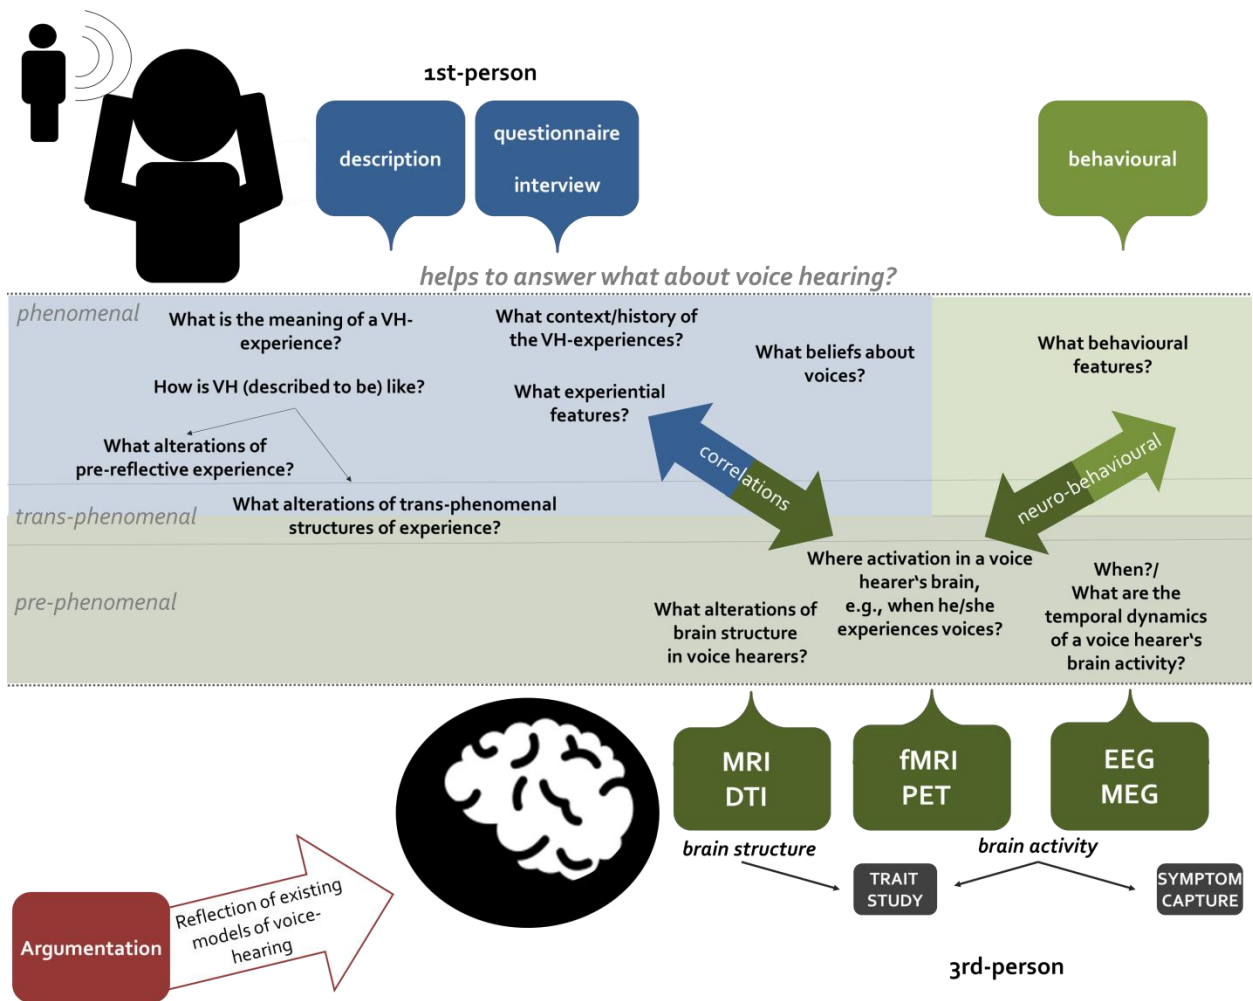 1st-person
description
questionnaire
interview
behavioural
helps to answer what about voice hearing?
phenomenal
What is the meaning of a VH-
experience?
How is VH (described to be) like?
What alterations of
pre-reflective experience?
What context/history of
the VH-experiences?
What experiential
features?
What beliefs about
voices?
What behavioural
features?
correlations
neuro-behavioural
trans-phenomenal
What alterations of trans-phenomenal
structures of experience?
pre-phenomenal
What alterations of
brain structure
in voice hearers?
Where activation in a voice
hearer‘s brain,
e.g., when he/she
experiences voices?
When?/
What are the
temporal dynamics
of a voice hearer‘s
brain activity?
MRI
DTI
fMRI
PET
EEG
MEG
brain structure
brain activity
TRAIT
STUDY
SYMPTOM
CAPTURE
Argumentation
Reflection of existing
models of voice-
hearing
3rd-person